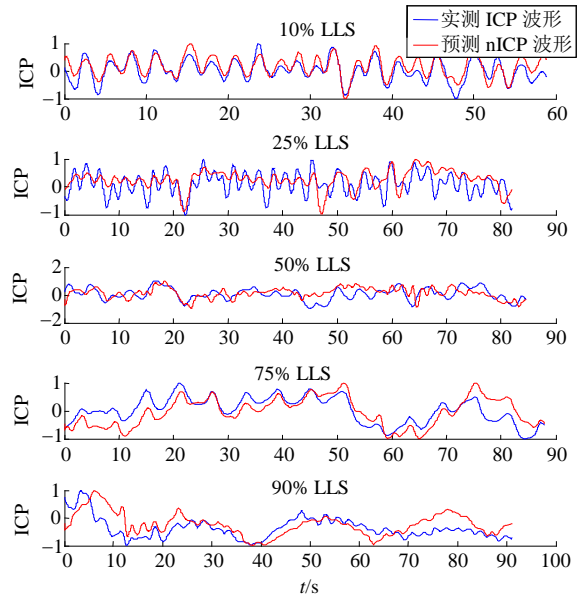 10% LLS
实测 ICP 波形
预测 nICP 波形
ICP
1
0
−1
0 10 20 30 40 50 60
25% LLS
ICP
1
0
−1
0 10 20 30 40 50 60 70 80 90
50% LLS
ICP
2
0
−2
0 10 20 30 40 50 60 70 80 90
75% LLS
ICP
1
0
−1
0 10 20 30 40 50 60 70 80 90
90% LLS
ICP
1
0
−1
0 10 20 30 40 50 60 70 80 90 100
t/s